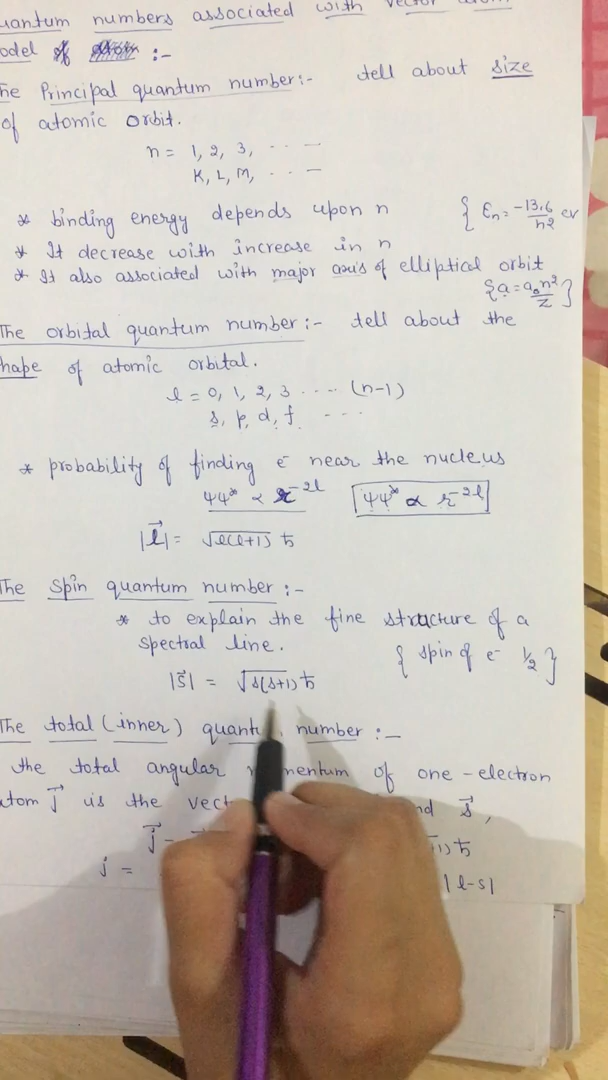 uantum numbers associated with vector atom
odel of :-
he Principal quantum number:- tell about size
of atomic orbit.
n = 1, 2, 3, ......
K, L, M, ......
* binding energy depends upon n { En = -13.6/n² ev
* It decrease with increase in n
* It also associated with major axis of elliptical orbit
{a = a₀n²/Z}
The orbital quantum number:- tell about the
hape of atomic orbital.
l = 0, 1, 2, 3 .... (n-1)
s, p, d, f ...
* probability of finding e⁻ near the nucleus
ψψ* ∝ r⁻²ˡ ψψ* ∝ r⁻²ˡ
|l⃗| = √l(l+1) ħ
The Spin quantum number:-
* to explain the fine structure of a
spectral line. { spin of e⁻ 1/2 }
|s⃗| = √s(s+1) ħ
The total (inner) quant number:-
the total angular mentum of one-electron
atom j⃗ is the vect nd s⃗,
j⃗ 1) ħ
j = |l-s|